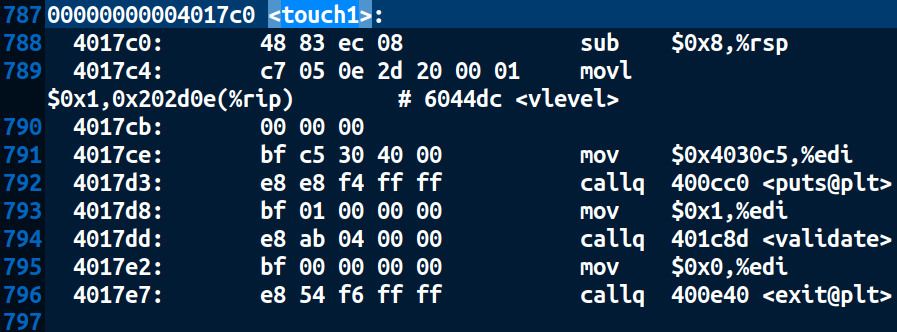 787 00000000004017c0 <touch1>:
788 4017c0: 48 83 ec 08 sub $0x8,%rsp
789 4017c4: c7 05 0e 2d 20 00 01 movl
$0x1,0x202d0e(%rip) # 6044dc <vlevel>
790 4017cb: 00 00 00
791 4017ce: bf c5 30 40 00 mov $0x4030c5,%edi
792 4017d3: e8 e8 f4 ff ff callq 400cc0 <puts@plt>
793 4017d8: bf 01 00 00 00 mov $0x1,%edi
794 4017dd: e8 ab 04 00 00 callq 401c8d <validate>
795 4017e2: bf 00 00 00 00 mov $0x0,%edi
796 4017e7: e8 54 f6 ff ff callq 400e40 <exit@plt>
797